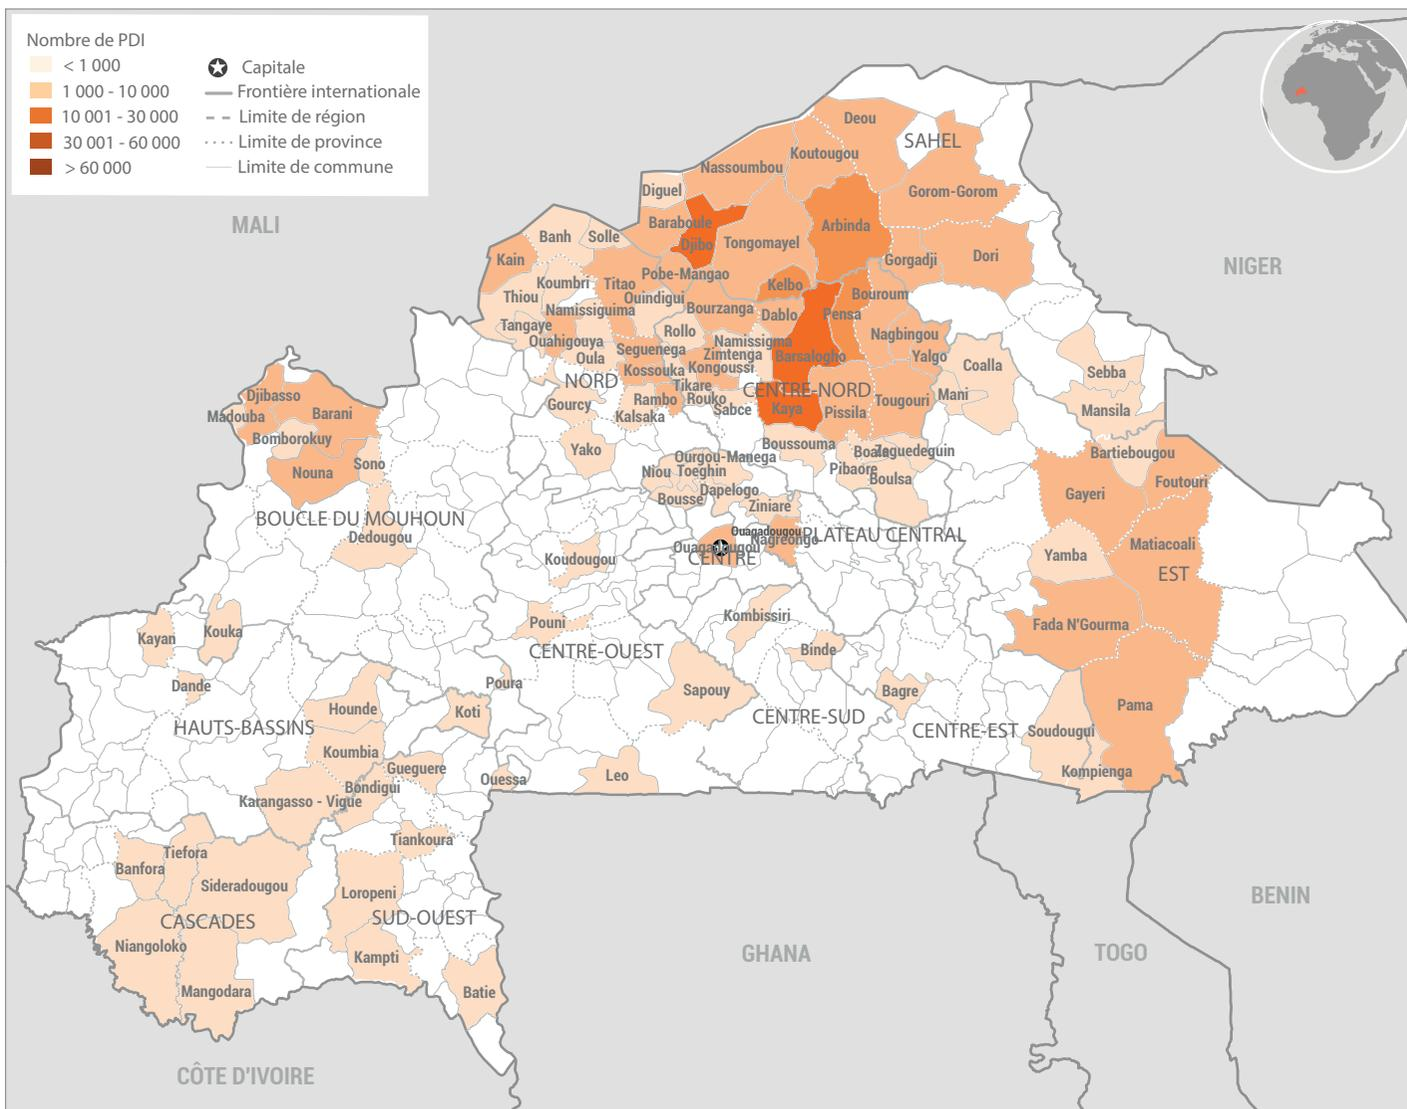 Nombre de PDI
< 1 000
1 000 - 10 000
10 001 - 30 000
30 001 - 60 000
> 60 000
Capitale
Frontière internationale
Limite de région
Limite de province
Limite de commune
MALI
NIGER
BENIN
TOGO
GHANA
CÔTE D'IVOIRE
Deou
SAHEL
Koutougou
Nassoumbou
Diguel
Gorom-Gorom
Baraboule
Arbinda
Djibo
Tongomayel
Banh
Solle
Kain
Gorgadji
Dori
Pobe-Mangao
Koumbri
Titao
Kelbo
Thiou
Ouindigui
Bouroum
Namissiguima
Bourzanga
Dablo
Pensa
Tangaye
Rollo
Nagbingou
Ouahigouya
Namissigma
Oula
Seguenega
Zimtenga
Barsalogho
Yalgo
Coalla
Kossouka
Kongoussi
Sebba
NORD
Tikare
CENTRE-NORD
Mani
Gourcy
Rambo
Rouko
Tougouri
Kalsaka
Sabce
Kaya
Pissila
Mansila
Djibasso
Madouba
Barani
Bomborokuy
Nouna
Sono
Yako
Boussouma
Boala
Zeguedeguin
Bartiebougou
Ourgou-Manega
Niou
Toeghin
Pibaore
Boulsa
Foutouri
Gayeri
Bousse
Dapelogo
Ziniare
BOUCLE DU MOUHOUN
Dedougou
Ouagadougou
Nagreongo
PLATEAU CENTRAL
Ouagadougou
CENTRE
Matiacoali
Yamba
Koudougou
EST
Kayan
Kouka
Pouni
Kombissiri
Fada N'Gourma
CENTRE-OUEST
Binde
Dande
Poura
Sapouy
Bagre
Pama
Hounde
Koti
CENTRE-SUD
HAUTS-BASSINS
CENTRE-EST
Soudougui
Koumbia
Gueguere
Ouessa
Leo
Kompienga
Bondigui
Karangasso - Vigue
Tiankoura
Tiefora
Banfora
Sideradougou
Loropeni
CASCADES
SUD-OUEST
Niangoloko
Kampti
Mangodara
Batie